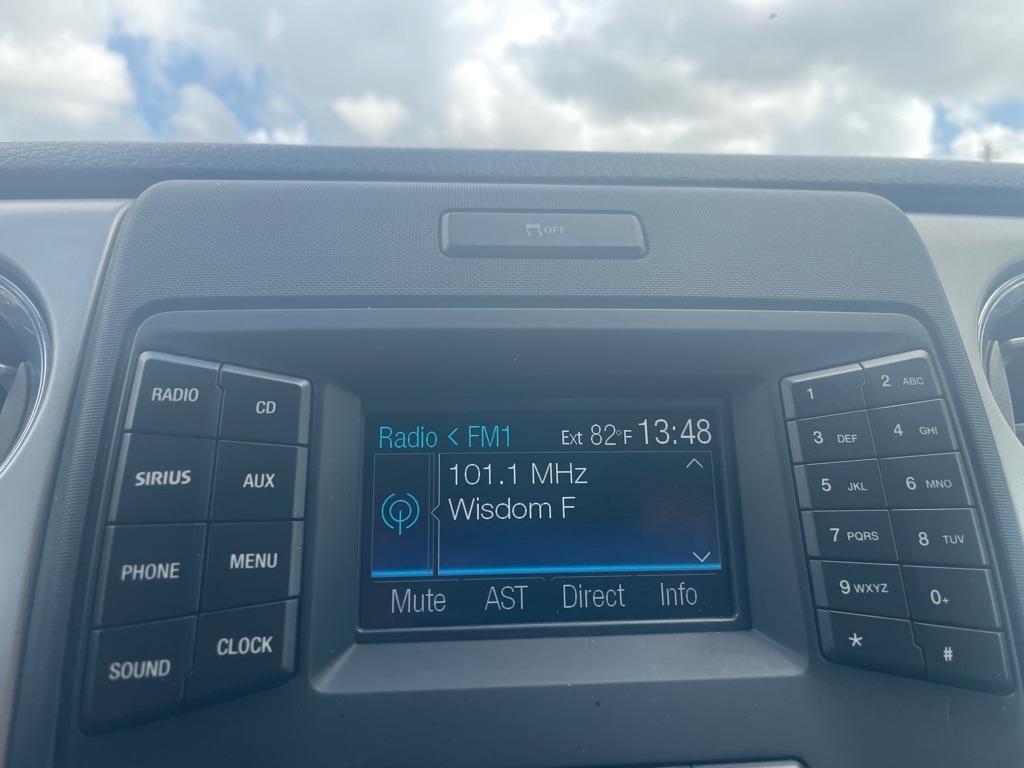 OFF
RADIO
CD
SIRIUS
AUX
PHONE
MENU
SOUND
CLOCK
Radio < FM1 Ext 82°F 13:48
101.1 MHz
Wisdom F
Mute AST Direct Info
1
2 ABC
3 DEF
4 GHI
5 JKL
6 MNO
7 PQRS
8 TUV
9 WXYZ
0+
*
#